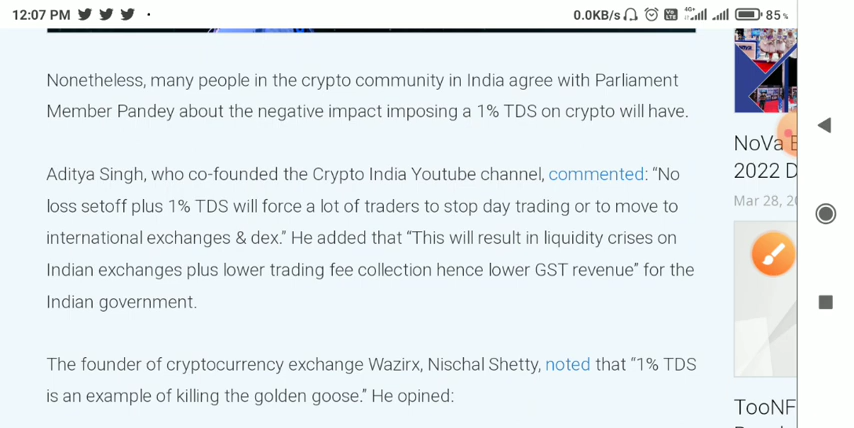 12:07 PM
0.0KB/s 4G+ 85%
Nonetheless, many people in the crypto community in India agree with Parliament
Member Pandey about the negative impact imposing a 1% TDS on crypto will have.
Aditya Singh, who co-founded the Crypto India Youtube channel, commented: “No
loss setoff plus 1% TDS will force a lot of traders to stop day trading or to move to
international exchanges & dex.” He added that “This will result in liquidity crises on
Indian exchanges plus lower trading fee collection hence lower GST revenue” for the
Indian government.
The founder of cryptocurrency exchange Wazirx, Nischal Shetty, noted that “1% TDS
is an example of killing the golden goose.” He opined:
NoVa
2022 D
Mar 28, 20
TooNF